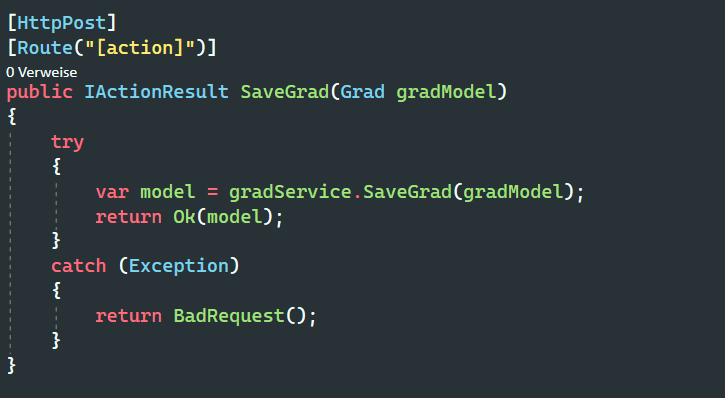 [HttpPost]
[Route("[action]")]
0 Verweise
public IActionResult SaveGrad(Grad gradModel)
{
try
{
var model = gradService.SaveGrad(gradModel);
return Ok(model);
}
catch (Exception)
{
return BadRequest();
}
}